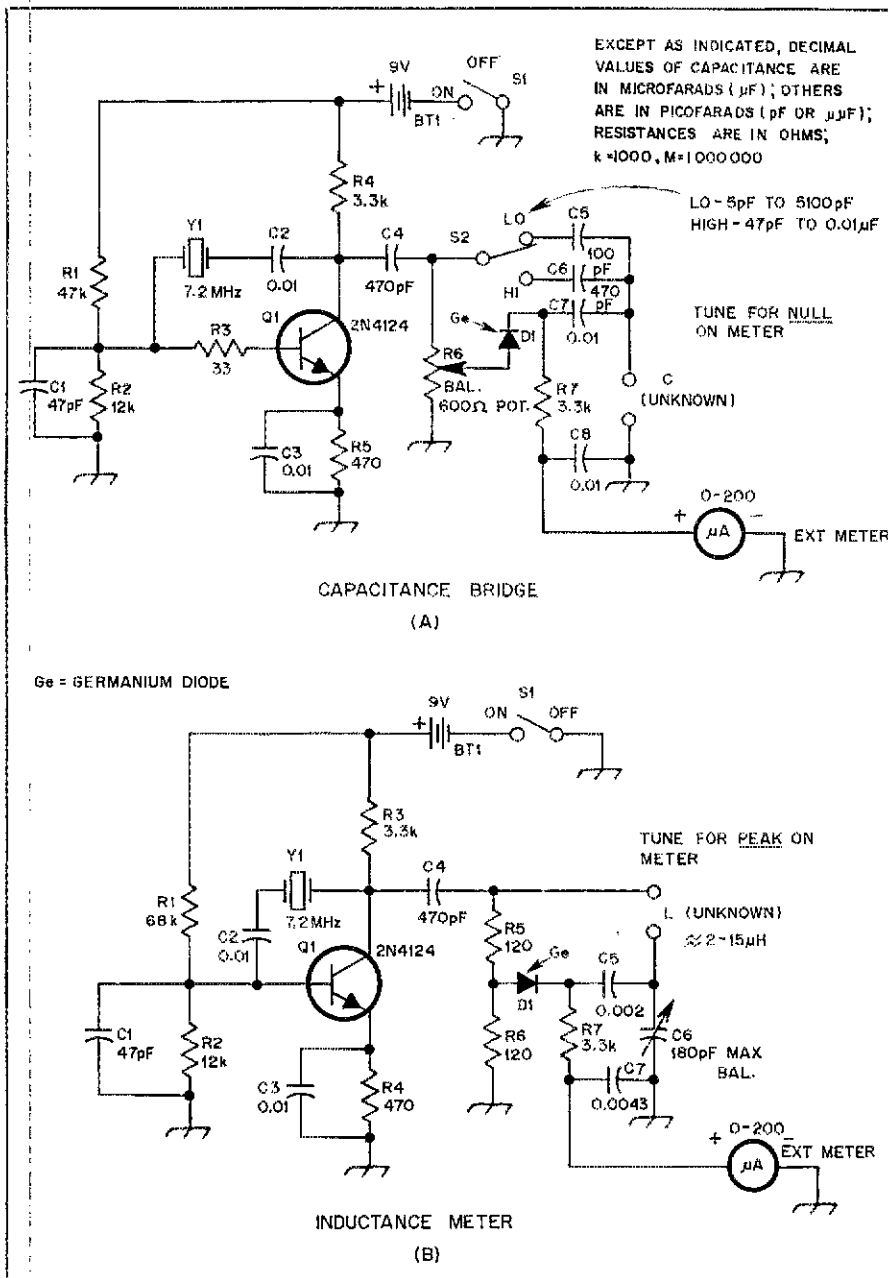 EXCEPT AS INDICATED, DECIMAL
VALUES OF CAPACITANCE ARE
IN MICROFARADS (µF); OTHERS
ARE IN PICOFARADS (pF OR µµF);
RESISTANCES ARE IN OHMS;
k=1000, M=1000000
9V
+
BT1
ON
OFF
S1
R4
3.3k
LO-5pF TO 5100pF
HIGH-47pF TO 0.01µF
Y1
7.2 MHz
C2
0.01
C4
470pF
S2
LO
C5
100
pF
HI
C6
470
pF
C7
0.01
TUNE FOR NULL
ON METER
R1
47k
R3
33
Q1
2N4124
Ge
D1
R6
BAL.
600Ω POT.
R7
3.3k
C
(UNKNOWN)
C1
47pF
R2
12k
C3
0.01
R5
470
C8
0.01
0-200
+
µA
-
EXT METER
CAPACITANCE BRIDGE
(A)
Ge = GERMANIUM DIODE
9V
+
BT1
S1
ON
OFF
R3
3.3k
TUNE FOR PEAK ON
METER
Y1
7.2MHz
C4
470pF
R1
68k
C2
0.01
Q1
2N4124
R5
120
Ge
D1
L (UNKNOWN)
≈2-15µH
C5
0.002
C1
47pF
R2
12k
R6
120
R7
3.3k
C6
180pF MAX
BAL.
C3
0.01
R4
470
C7
0.0043
0-200
+
µA
-
EXT METER
INDUCTANCE METER
(B)